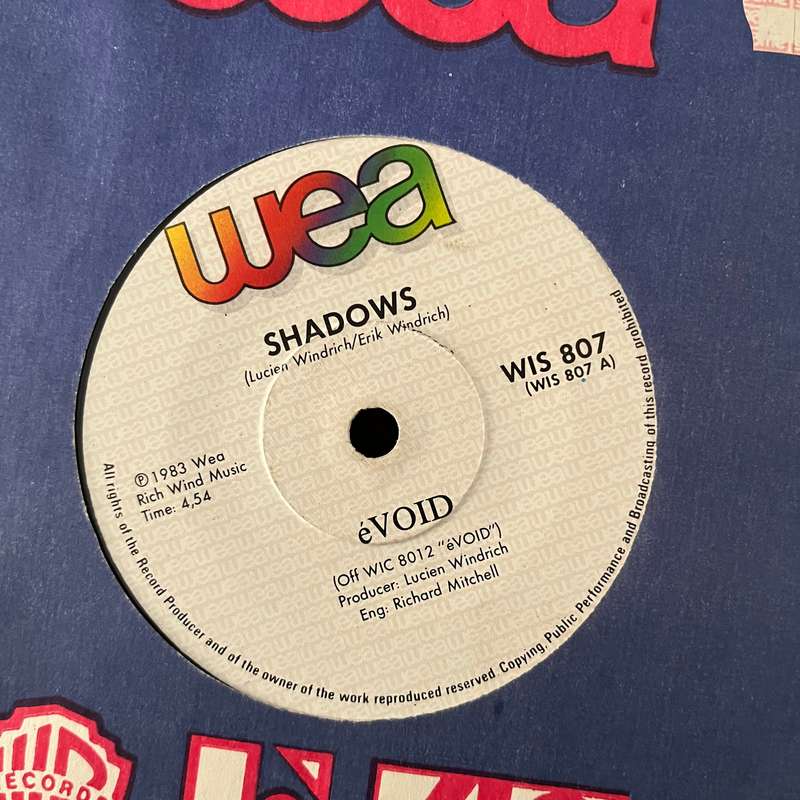 wea
SHADOWS
(Lucien Windrich/Erik Windrich)
WIS 807
(WIS 807 A)
℗ 1983 Wea
Rich Wind Music
Time: 4,54
éVOID
(Off WIC 8012 "éVOID")
Producer: Lucien Windrich
Eng: Richard Mitchell
All rights of the Record Producer and of the owner of the work reproduced reserved. Copying, Public Performance and Broadcasting of this record prohibited
RECORD